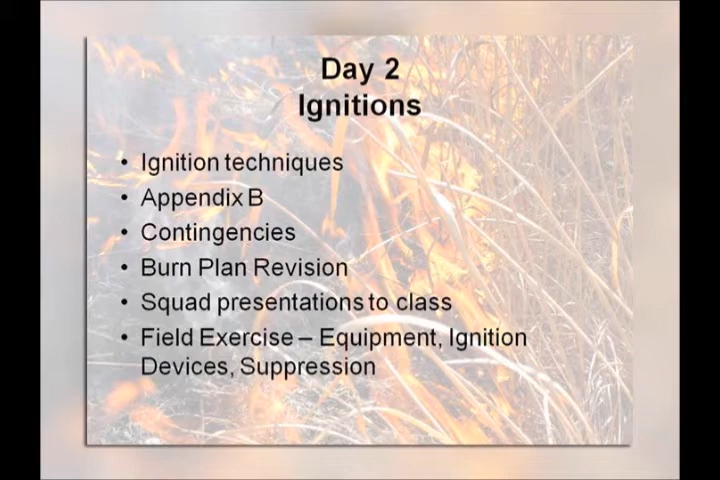 Day 2
Ignitions
• Ignition techniques
• Appendix B
• Contingencies
• Burn Plan Revision
• Squad presentations to class
• Field Exercise – Equipment, Ignition
Devices, Suppression